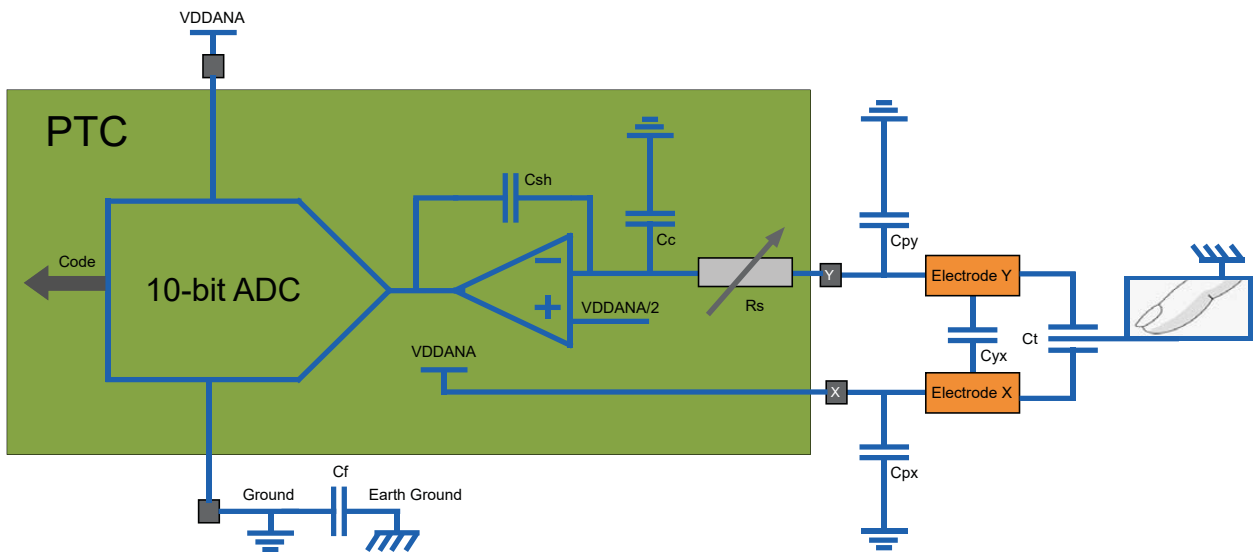 VDDANA
PTC
Csh
Cc
Cpy
Code
10-bit ADC
Y
Electrode Y
Rs
VDDANA/2
Ct
Cyx
VDDANA
X
Electrode X
Cpx
Cf
Ground
Earth Ground